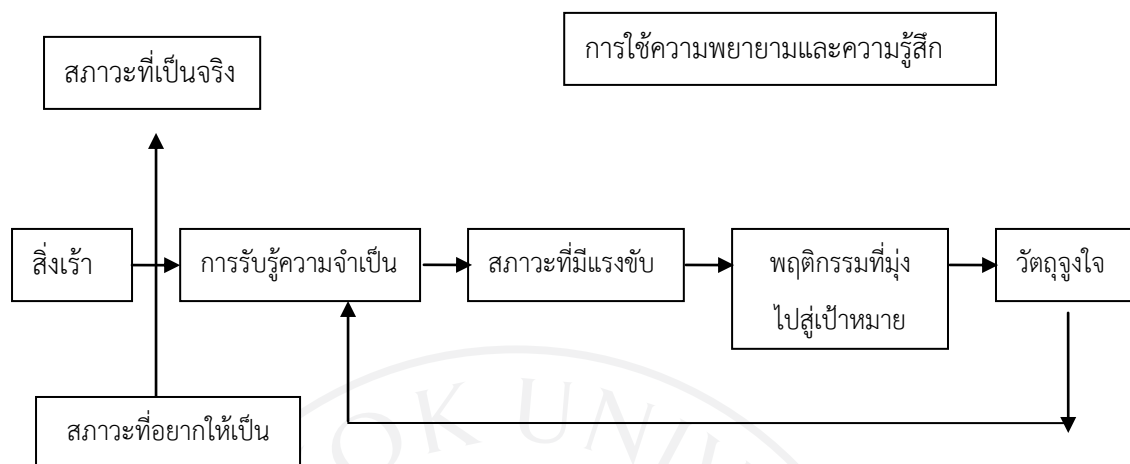 การใช้ความพยายามและความรู้สึก
สภาวะที่เป็นจริง
สิ่งเร้า
การรับรู้ความจำเป็น
สภาวะที่มีแรงขับ
พฤติกรรมที่มุ่ง
ไปสู่เป้าหมาย
วัตถุจูงใจ
สภาวะที่อยากให้เป็น
OK UNIV